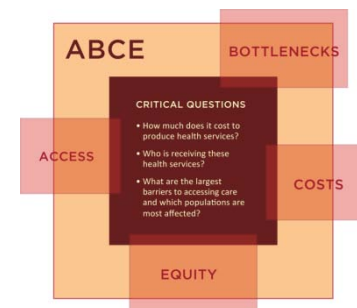 ABCE
BOTTLENECKS
CRITICAL QUESTIONS
• How much does it cost to
produce health services?
• Who is receiving these
health services?
• What are the largest
barriers to accessing care
and which populations are
most affected?
ACCESS
COSTS
EQUITY